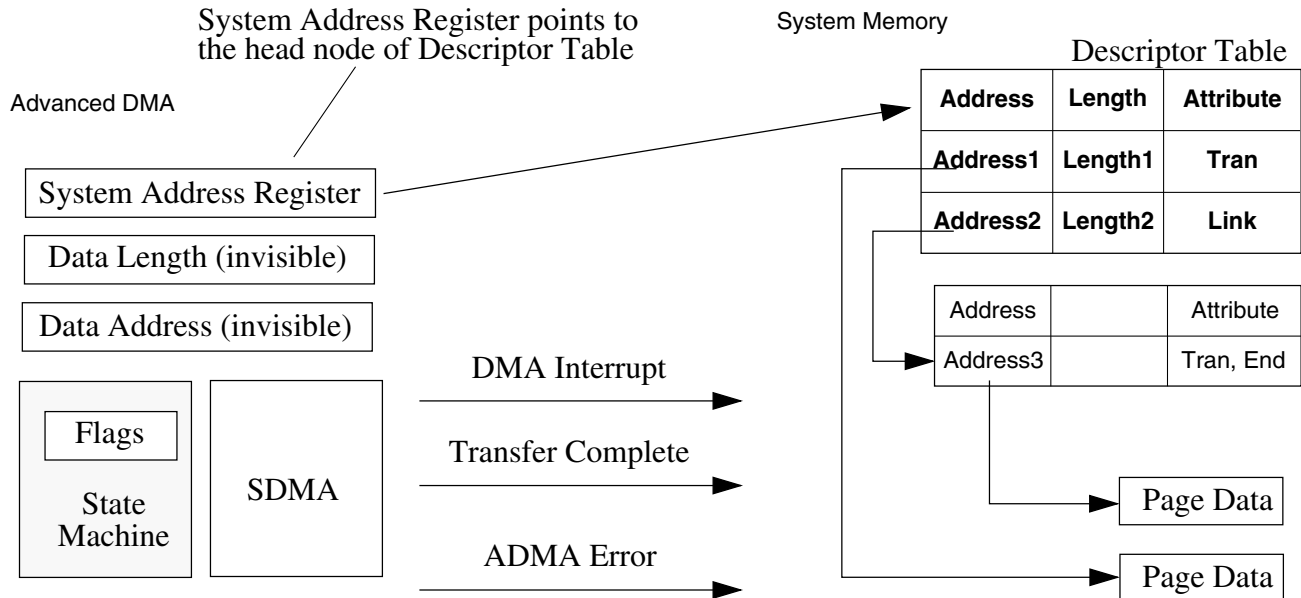 System Address Register points to
the head node of Descriptor Table
System Memory
Descriptor Table
Advanced DMA
Address Length Attribute
Address1 Length1 Tran
Address2 Length2 Link
System Address Register
Data Length (invisible)
Data Address (invisible)
Address Attribute
Address3 Tran, End
DMA Interrupt
Flags
State
Machine
SDMA
Transfer Complete
ADMA Error
Page Data
Page Data